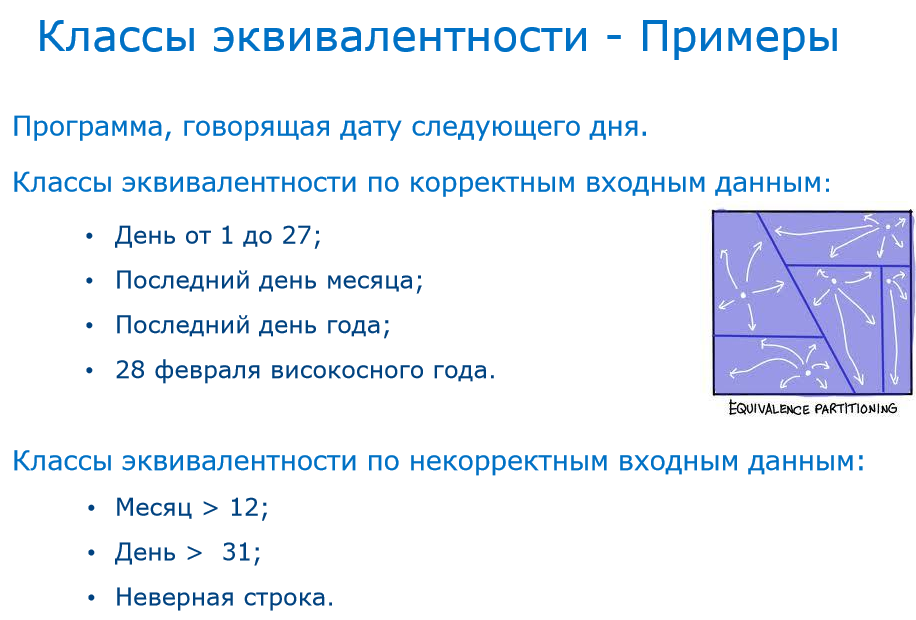 Классы эквивалентности - Примеры
Программа, говорящая дату следующего дня.
Классы эквивалентности по корректным входным данным:
• День от 1 до 27;
• Последний день месяца;
• Последний день года;
• 28 февраля високосного года.
EQUIVALENCE PARTITIONING
Классы эквивалентности по некорректным входным данным:
• Месяц > 12;
• День > 31;
• Неверная строка.